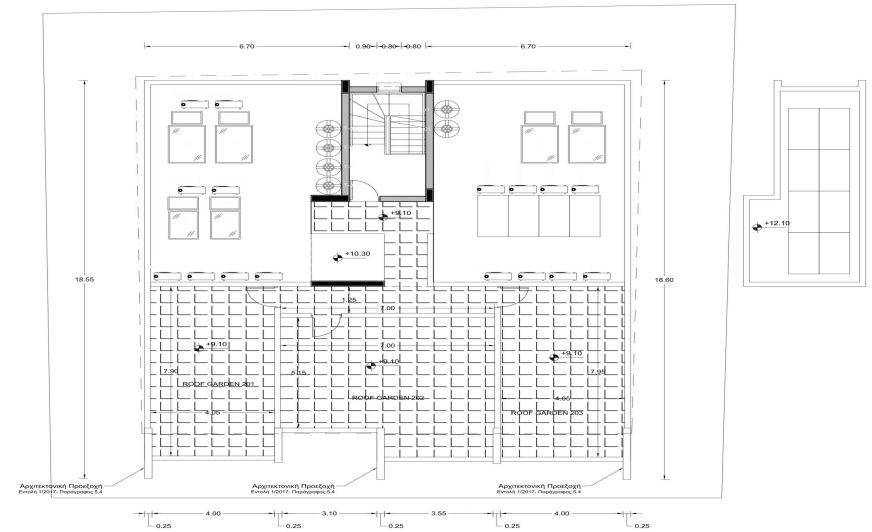 6.70 0.90 0.80 0.80 6.70
+9.10
+12.10
+10.30
18.55
18.60
1.25
7.00
7.00
+9.10
+9.10
+9.10
7.90
5.15
7.95
ROOF GARDEN 201
ROOF GARDEN 202
4.05
4.05
ROOF GARDEN 203
Αρχιτεκτονική Προεξοχή
Εντολή 1/2017- Παράγραφος 5.4
Αρχιτεκτονική Προεξοχή
Εντολή 1/2017- Παράγραφος 5.4
Αρχιτεκτονική Προεξοχή
Εντολή 1/2017- Παράγραφος 5.4
4.00 3.10 3.55 4.00
0.25 0.25 0.25 0.25 0.25